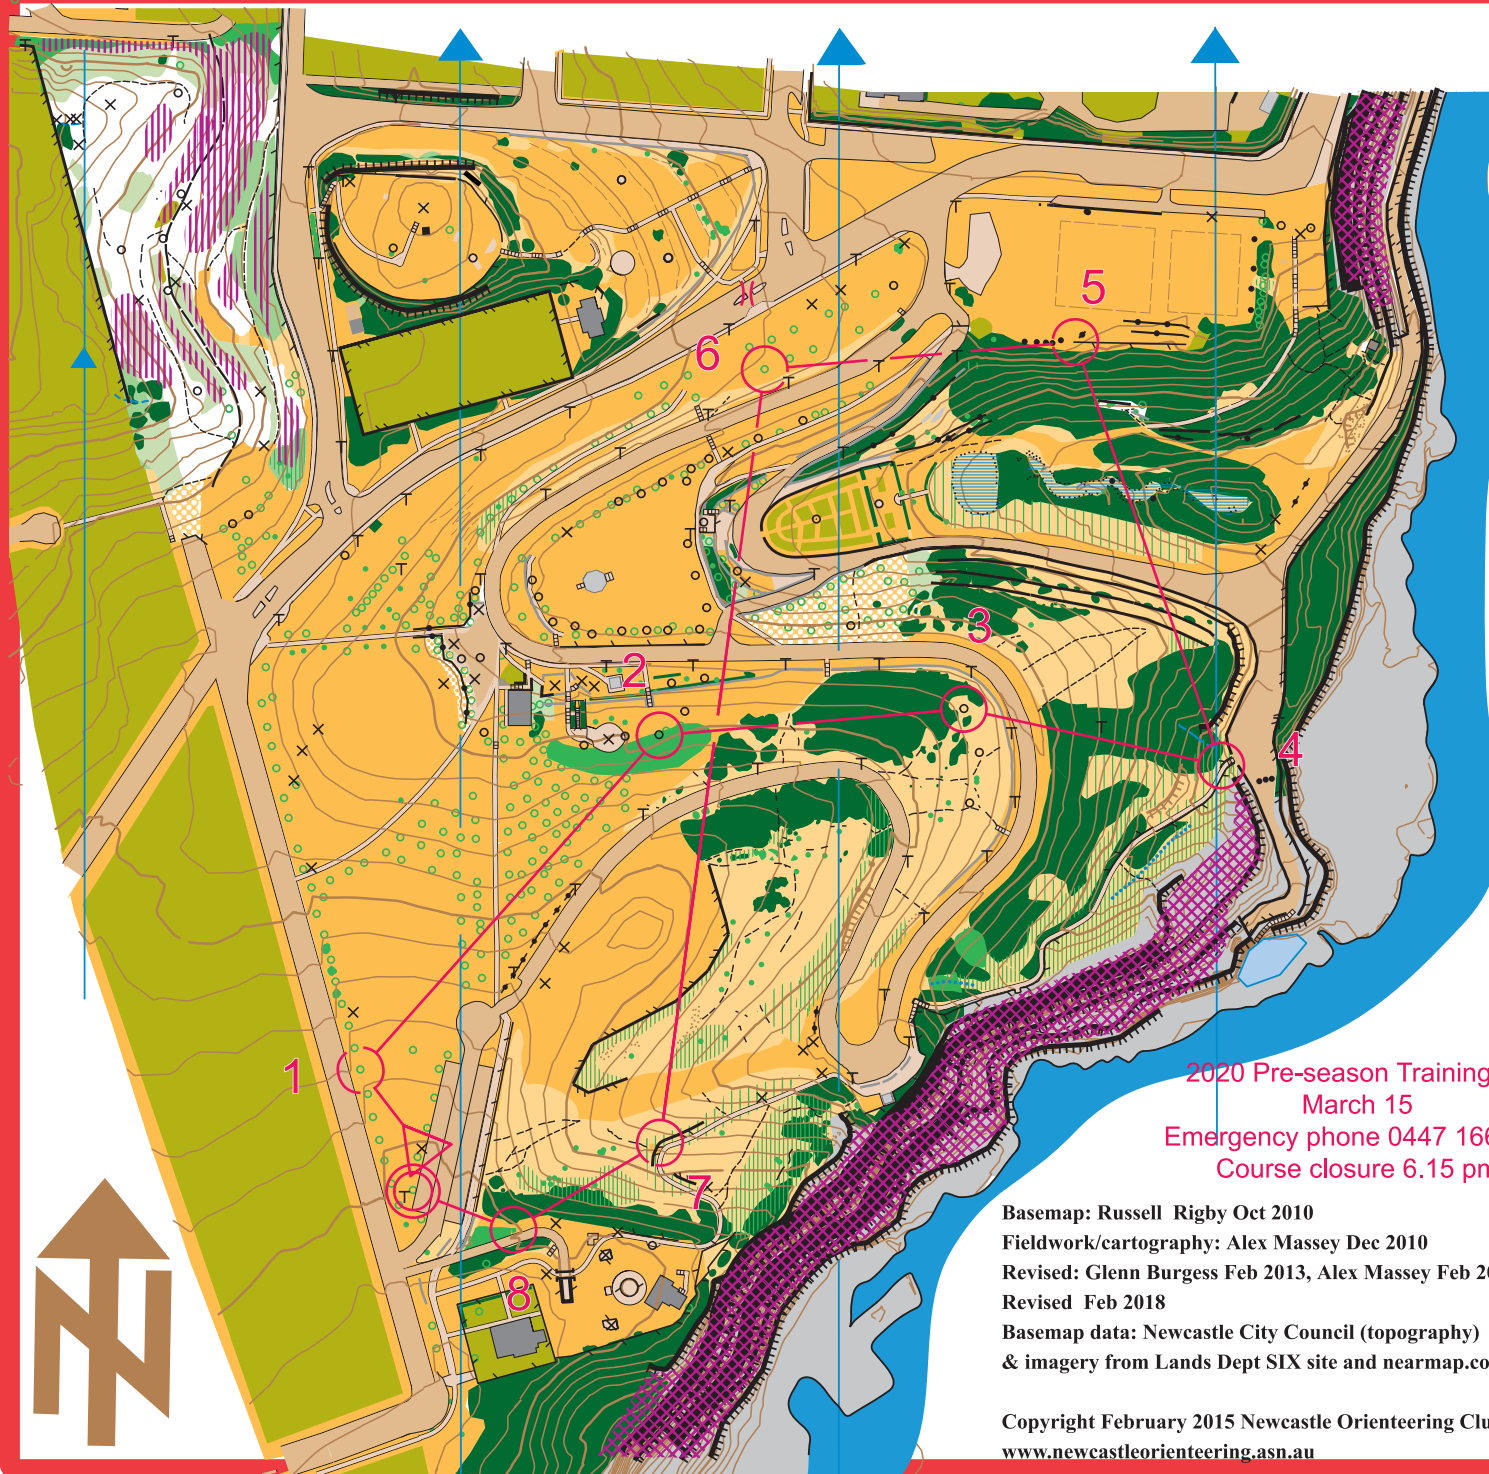 5
6
3
2
4
1
2020 Pre-season Training
March 15
Emergency phone 0447 166
Course closure 6.15 pm
7
8
Basemap: Russell Rigby Oct 2010
Fieldwork/cartography: Alex Massey Dec 2010
Revised: Glenn Burgess Feb 2013, Alex Massey Feb 20
Revised Feb 2018
Basemap data: Newcastle City Council (topography)
& imagery from Lands Dept SIX site and nearmap.co
Copyright February 2015 Newcastle Orienteering Clu
www.newcastleorienteering.asn.au